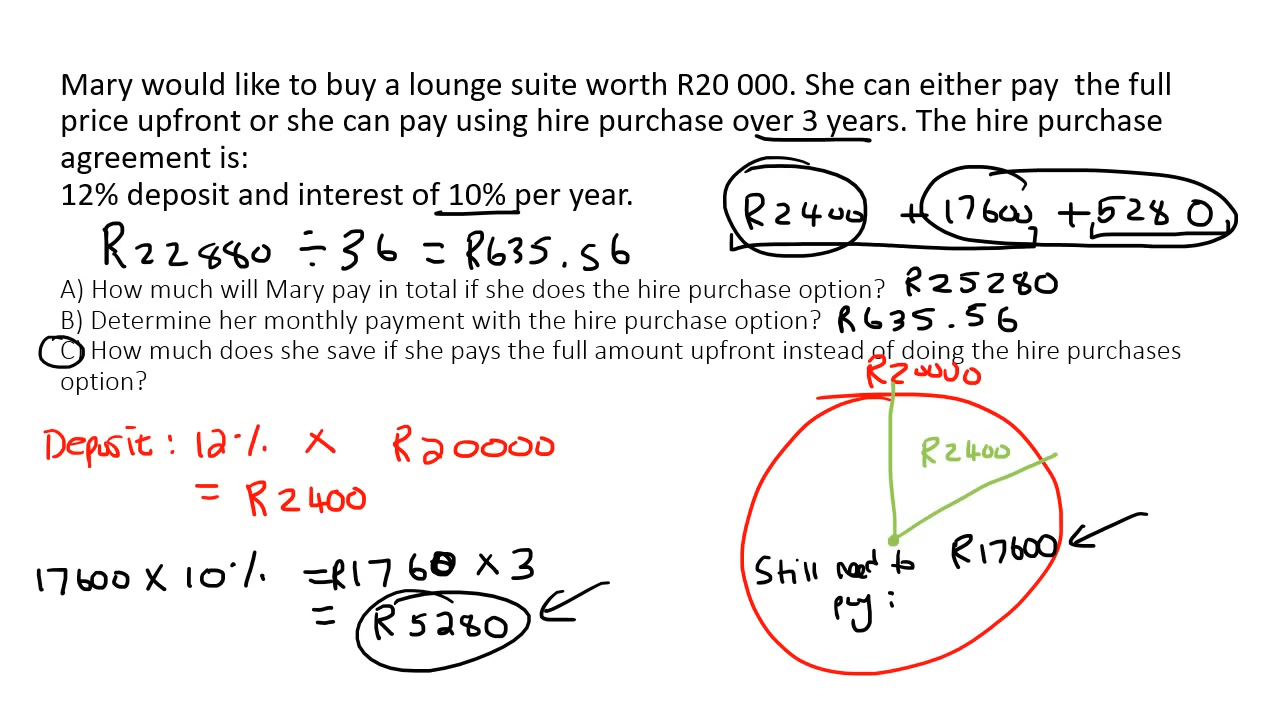 Mary would like to buy a lounge suite worth R20 000. She can either pay the full
price upfront or she can pay using hire purchase over 3 years. The hire purchase
agreement is:
12% deposit and interest of 10% per year.
R2400 + 17600 + 5280
R22880 ÷ 36 = R635.56
A) How much will Mary pay in total if she does the hire purchase option? R25280
B) Determine her monthly payment with the hire purchase option? R635.56
C) How much does she save if she pays the full amount upfront instead of doing the hire purchases
option?
R20000
Deposit: 12% × R20000
= R2400
R2400
17600 × 10% = R1760 × 3
= R5280
Still need to
pay:
R17600